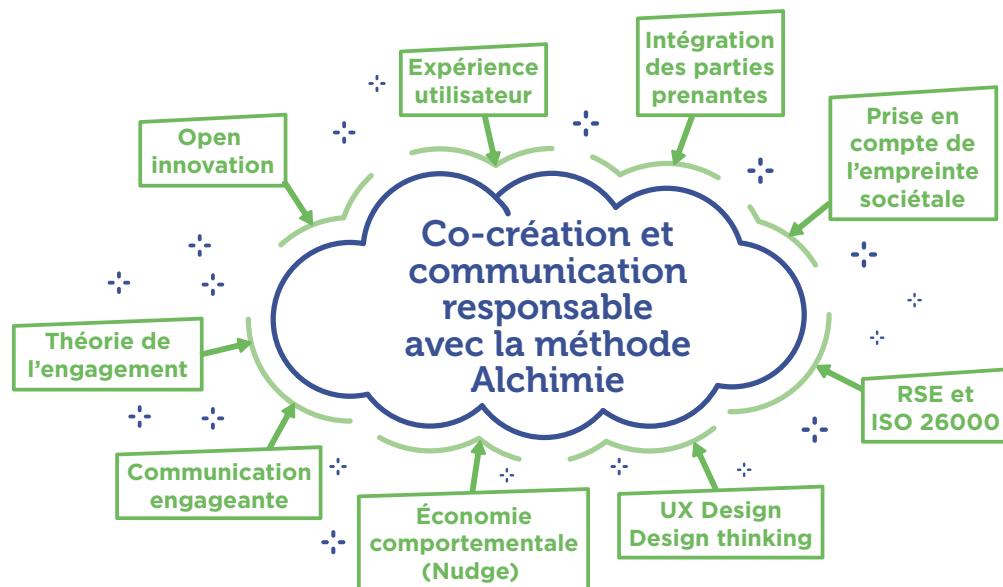 Intégration
des parties
prenantes
Expérience
utilisateur
Prise en
compte de
l'empreinte
sociétale
Open
innovation
Co-création et
communication
responsable
avec la méthode
Alchimie
Théorie de
l'engagement
RSE et
ISO 26000
Communication
engageante
Économie
comportementale
(Nudge)
UX Design
Design thinking